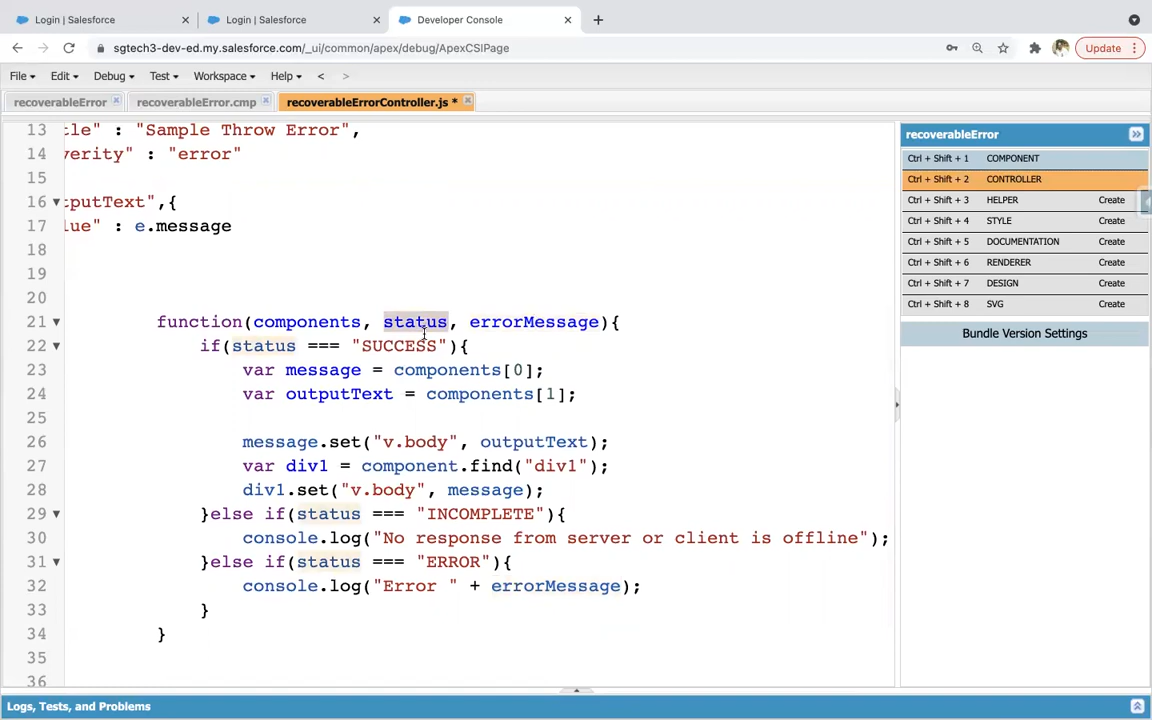 Login | Salesforce
Login | Salesforce
Developer Console
sgtech3-dev-ed.my.salesforce.com/_ui/common/apex/debug/ApexCSIPage
Update
File Edit Debug Test Workspace Help < >
recoverableError
recoverableError.cmp
recoverableErrorController.js *
13 tle" : "Sample Throw Error",
14 verity" : "error"
15
16 tputText",{
17 lue" : e.message
18
19
20
21 function(components, status, errorMessage){
22 if(status === "SUCCESS"){
23 var message = components[0];
24 var outputText = components[1];
25
26 message.set("v.body", outputText);
27 var div1 = component.find("div1");
28 div1.set("v.body", message);
29 }else if(status === "INCOMPLETE"){
30 console.log("No response from server or client is offline");
31 }else if(status === "ERROR"){
32 console.log("Error " + errorMessage);
33 }
34 }
35
36
recoverableError
Ctrl + Shift + 1 COMPONENT
Ctrl + Shift + 2 CONTROLLER
Ctrl + Shift + 3 HELPER Create
Ctrl + Shift + 4 STYLE Create
Ctrl + Shift + 5 DOCUMENTATION Create
Ctrl + Shift + 6 RENDERER Create
Ctrl + Shift + 7 DESIGN Create
Ctrl + Shift + 8 SVG Create
Bundle Version Settings
Logs, Tests, and Problems